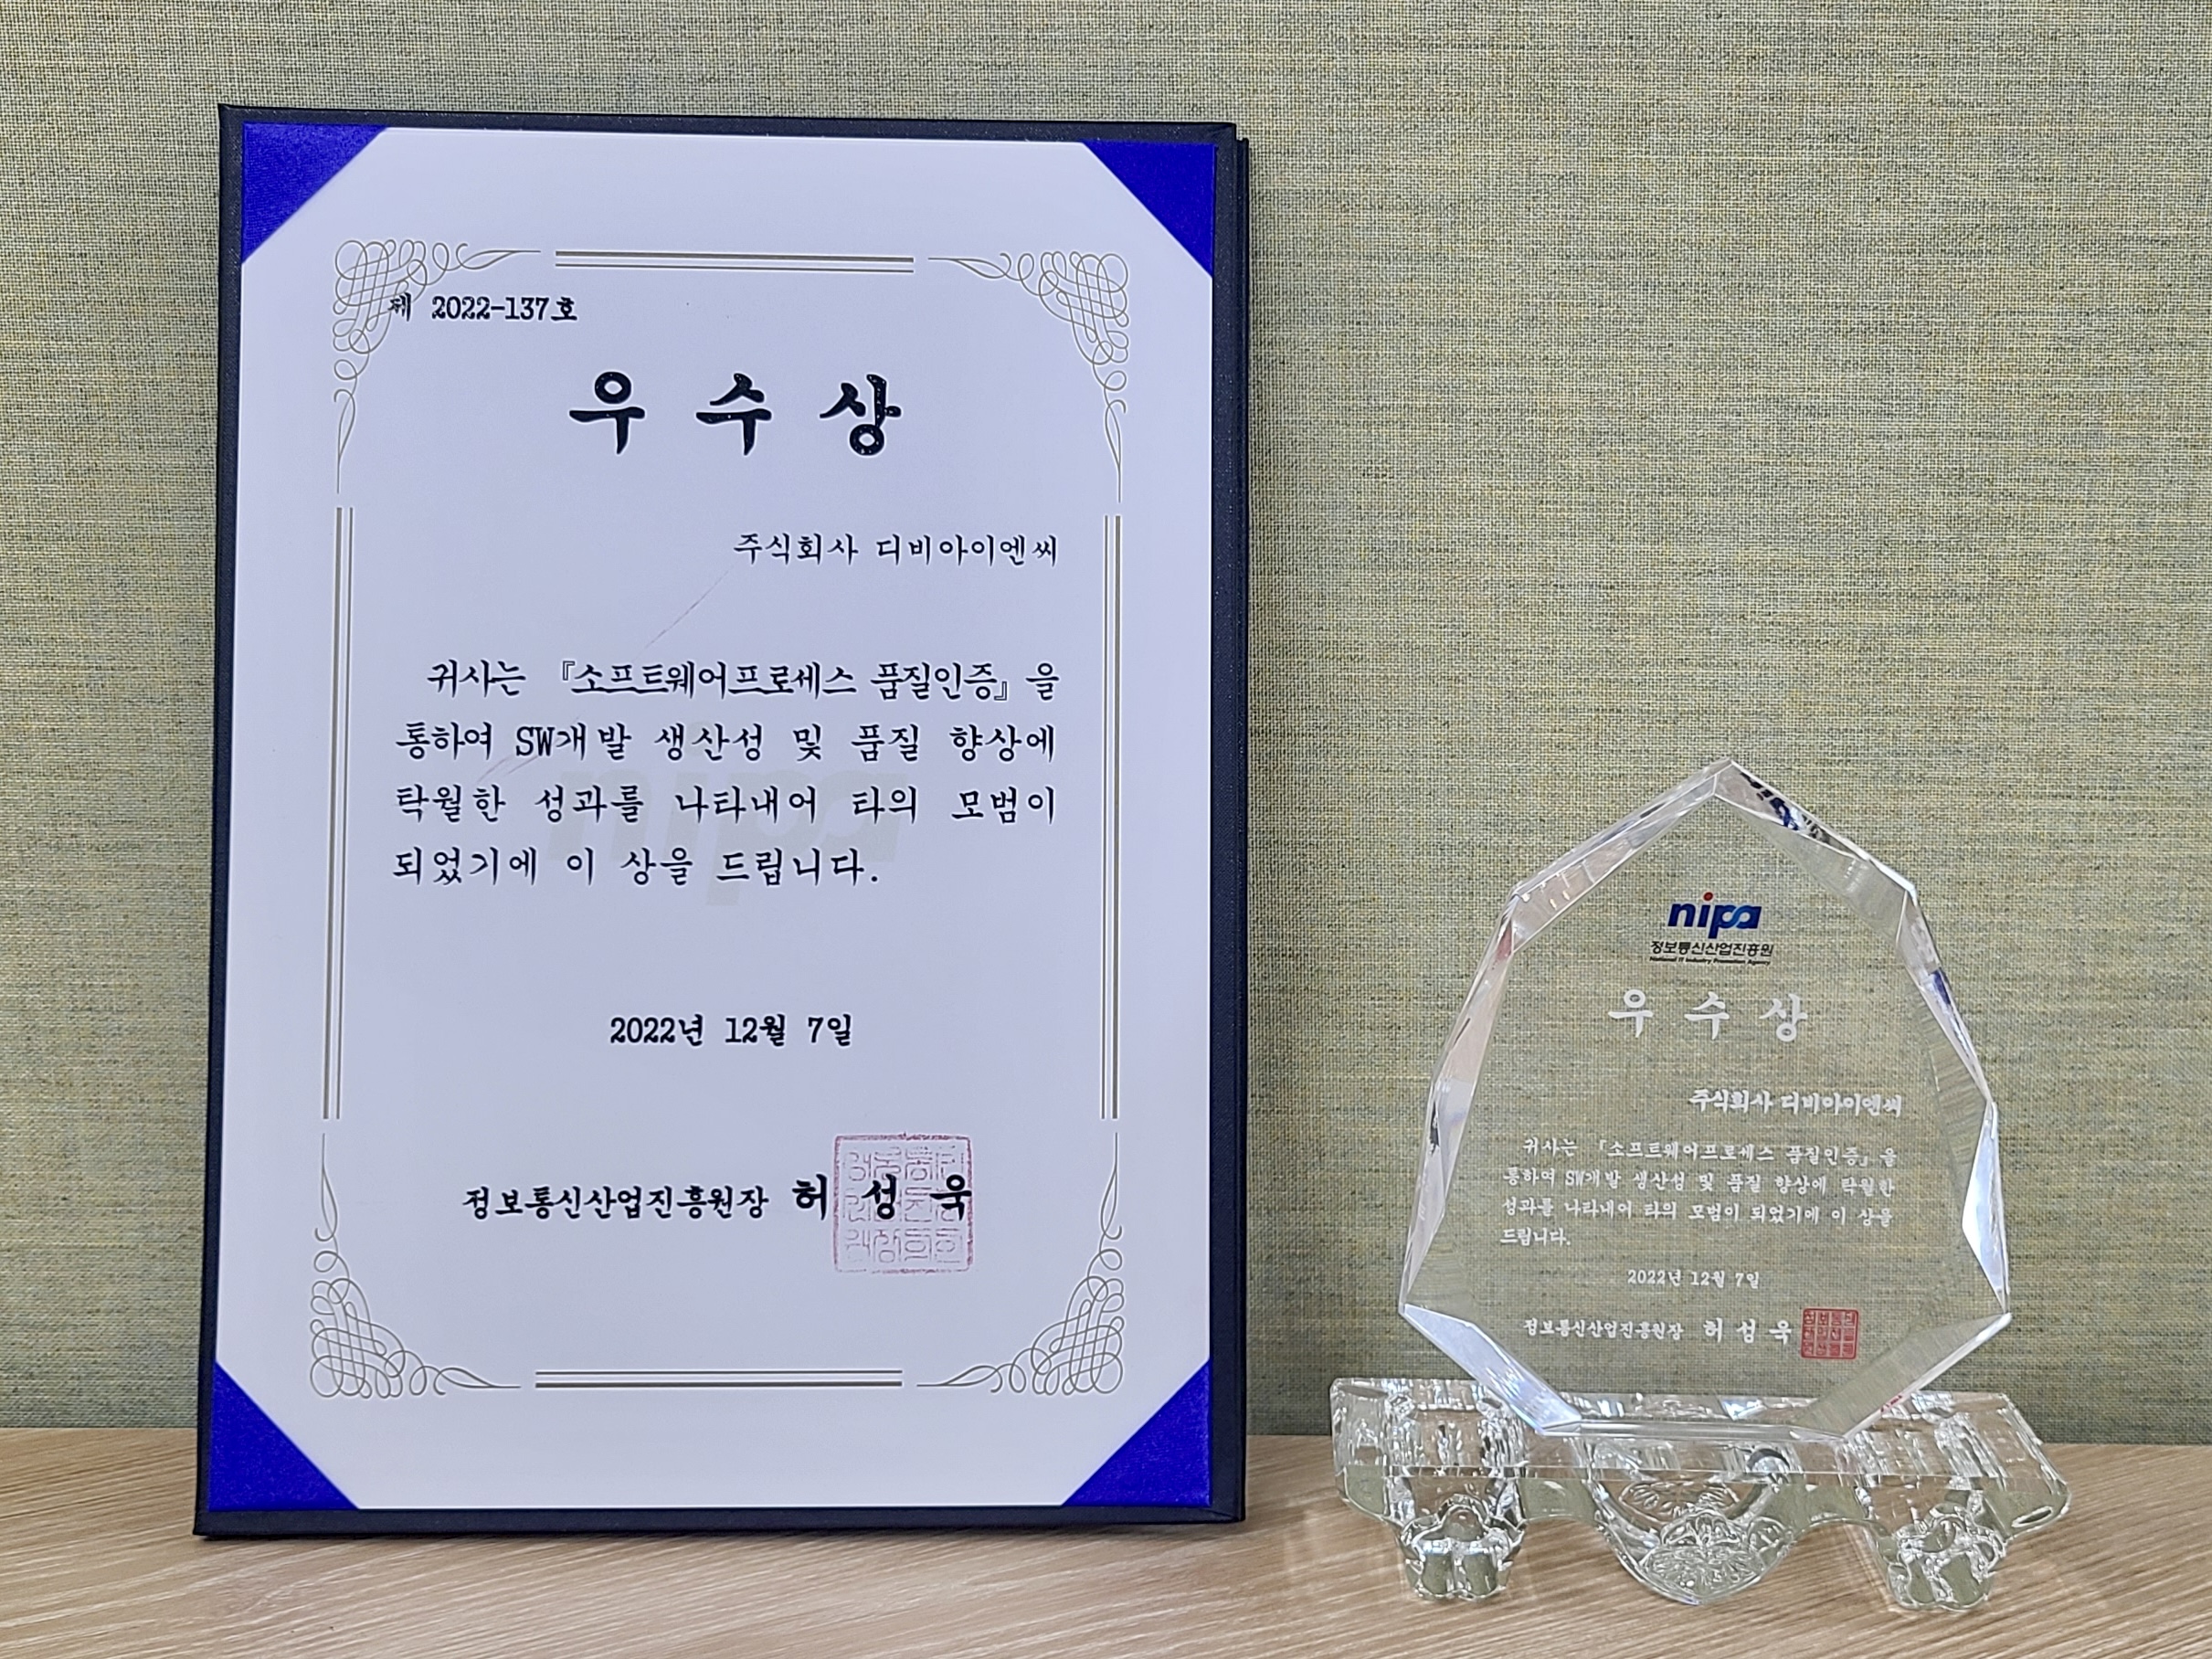 제 2022-137호
우 수 상
주식회사 디비아이엔씨
귀사는 『소프트웨어프로세스 품질인증』을
통하여 SW개발 생산성 및 품질 향상에
탁월한 성과를 나타내어 타의 모범이
되었기에 이 상을 드립니다.
2022년 12월 7일
정보통신산업진흥원장 허 성 욱
nipa
nipa
정보통신산업진흥원
National IT Industry Promotion Agency
우 수 상
주식회사 디비아이엔씨
귀사는 『소프트웨어프로세스 품질인증』을
통하여 SW개발 생산성 및 품질 향상에 탁월한
성과를 나타내어 타의 모범이 되었기에 이 상을
드립니다.
2022년 12월 7일
정보통신산업진흥원장 허 성 욱